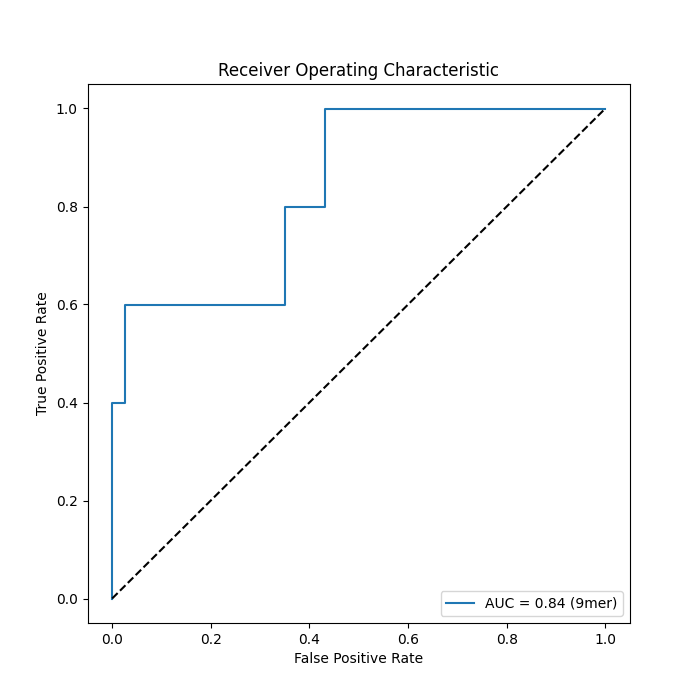 Receiver Operating Characteristic
True Positive Rate
1.0
0.8
0.6
0.4
0.2
0.0
AUC = 0.84 (9mer)
0.0 0.2 0.4 0.6 0.8 1.0
False Positive Rate